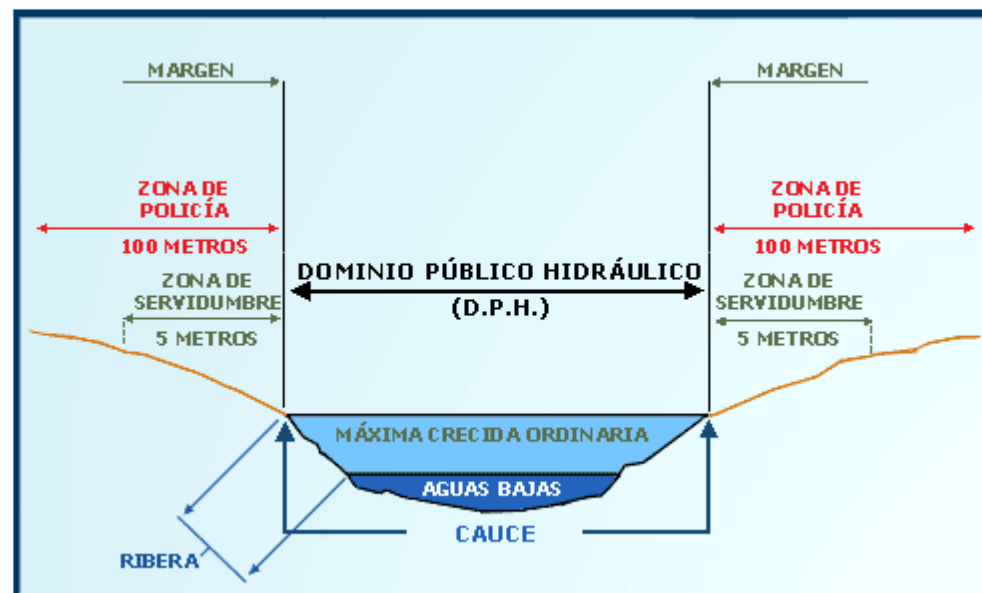 MARGEN
MARGEN
ZONA DE
POLICÍA
100 METROS
ZONA DE
POLICÍA
100 METROS
DOMINIO PÚBLICO HIDRÁULICO
(D.P.H.)
ZONA DE
SERVIDUMBRE
5 METROS
ZONA DE
SERVIDUMBRE
5 METROS
MÁXIMA CRECIDA ORDINARIA
AGUAS BAJAS
CAUCE
RIBERA